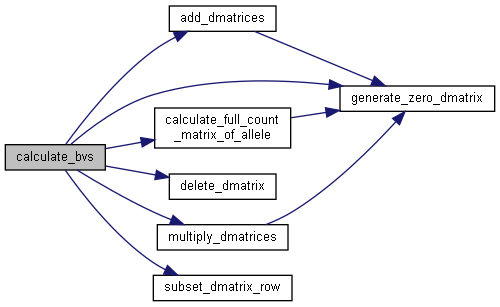 add_dmatrices
generate_zero_dmatrix
calculate_full_count
_matrix_of_allele
calculate_bvs
delete_dmatrix
multiply_dmatrices
subset_dmatrix_row